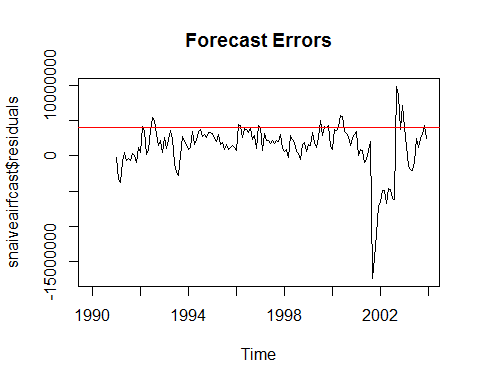 Forecast Errors
snaiveairfcast$residuals
10000000
0
-15000000
1990 1994 1998 2002
Time